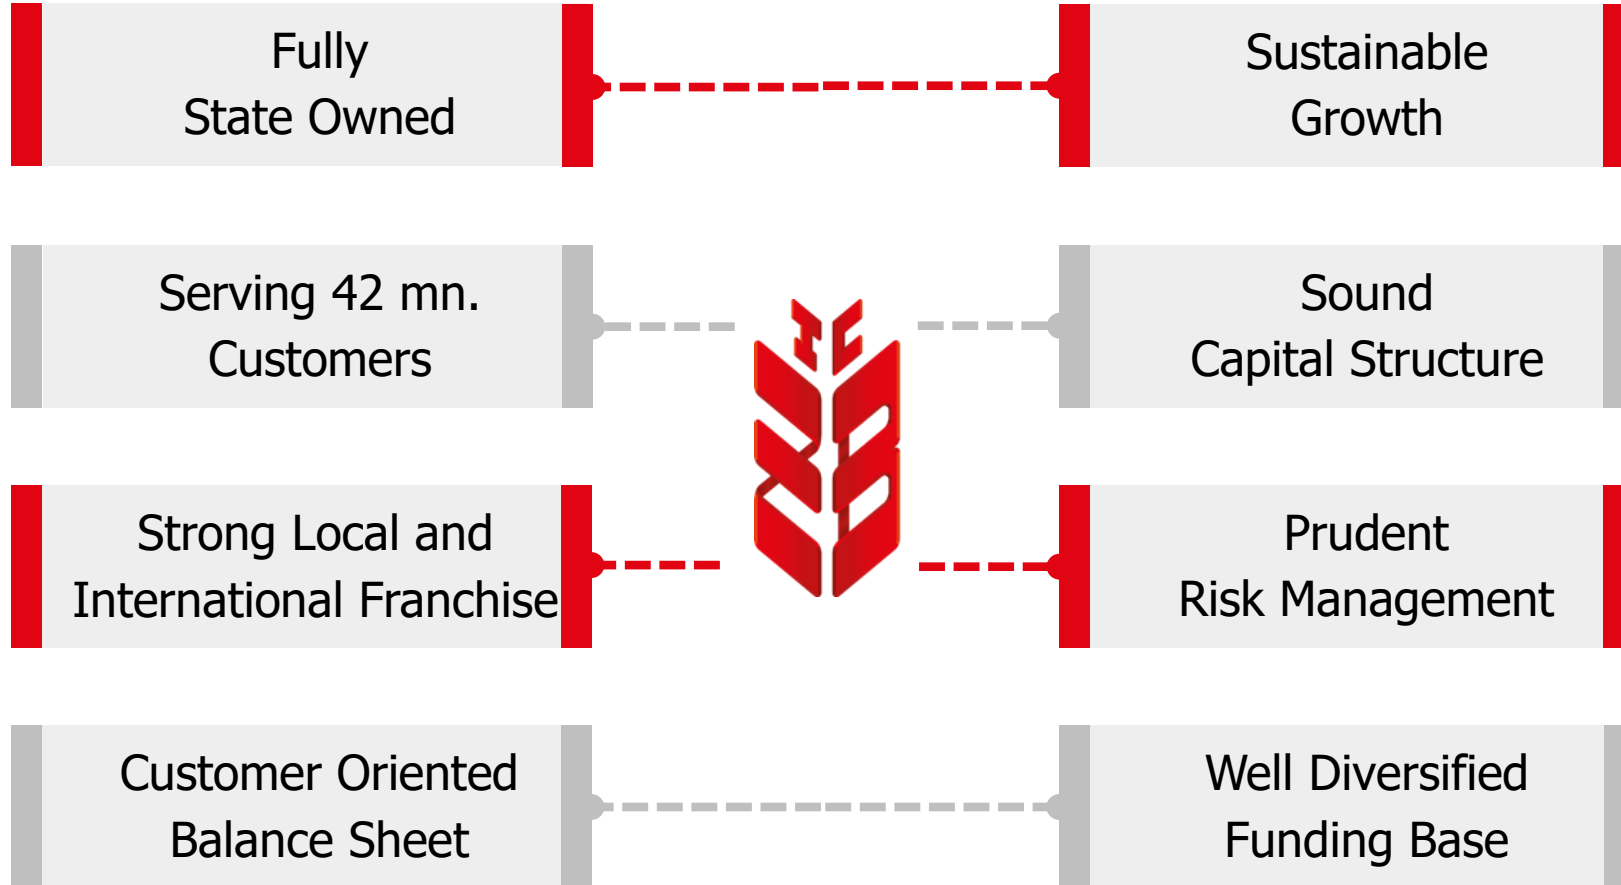 Fully
State Owned
Sustainable
Growth
Serving 42 mn.
Customers
TC
Sound
Capital Structure
Strong Local and
International Franchise
Prudent
Risk Management
Customer Oriented
Balance Sheet
Well Diversified
Funding Base